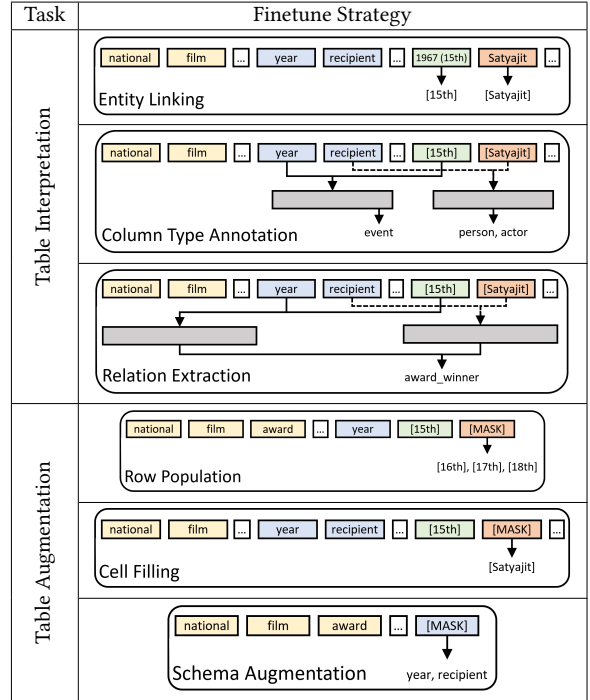 Task Finetune Strategy
Table Interpretation
national film ... year recipient ... 1967 (15th) Satyajit ...
[15th] [Satyajit]
Entity Linking
national film ... year recipient ... [15th] [Satyajit] ...
event person, actor
Column Type Annotation
national film ... year recipient ... [15th] [Satyajit] ...
Relation Extraction
award_winner
Table Augmentation
national film award ... year [15th] [MASK]
[16th], [17th], [18th]
Row Population
national film ... year recipient ... [15th] [MASK] ...
[Satyajit]
Cell Filling
national film award ... [MASK]
Schema Augmentation year, recipient